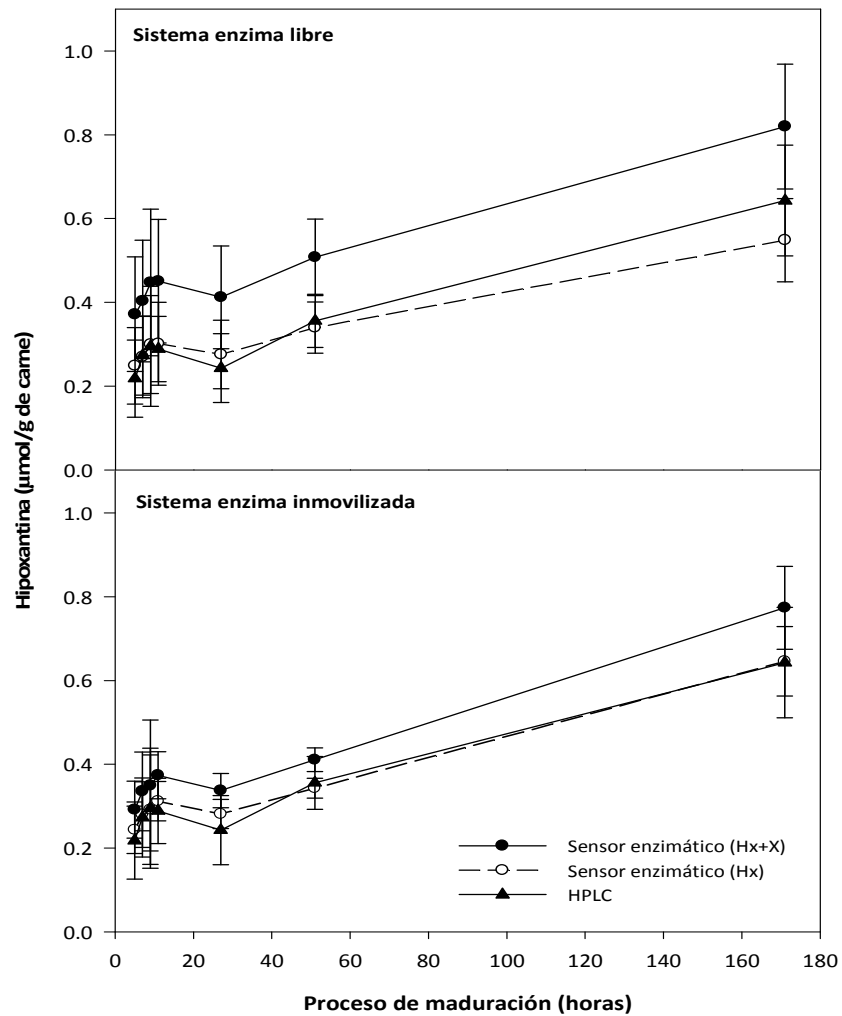 Sistema enzima libre
1.0
0.8
0.6
0.4
0.2
0.0
Hipoxantina (µmol/g de carne)
Sistema enzima inmovilizada
1.0
0.8
0.6
0.4
0.2
0.0
Sensor enzimático (Hx+X)
Sensor enzimático (Hx)
HPLC
0 20 40 60 80 100 120 140 160 180
Proceso de maduración (horas)